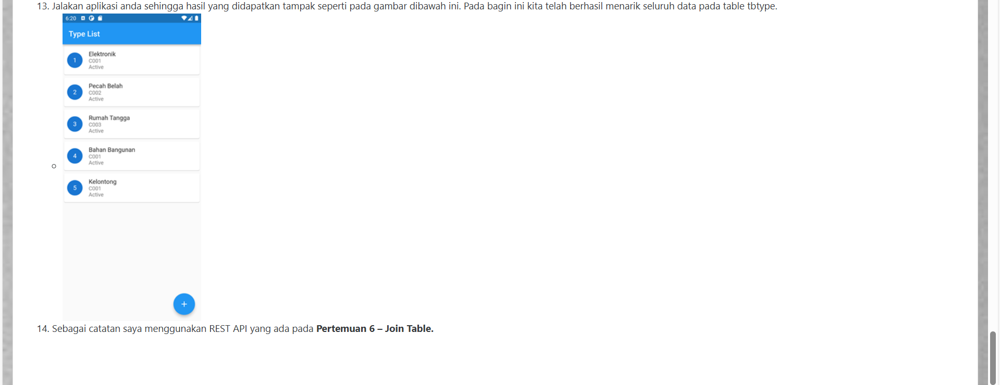 13. Jalakan aplikasi anda sehingga hasil yang didapatkan tampak seperti pada gambar dibawah ini. Pada bagin ini kita telah berhasil menarik seluruh data pada table tbtype.
6:20
Type List
1
Elektronik
C001
Active
2
Pecah Belah
C002
Active
3
Rumah Tangga
C003
Active
4
Bahan Bangunan
C001
Active
5
Kelontong
C001
Active
+
14. Sebagai catatan saya menggunakan REST API yang ada pada Pertemuan 6 – Join Table.